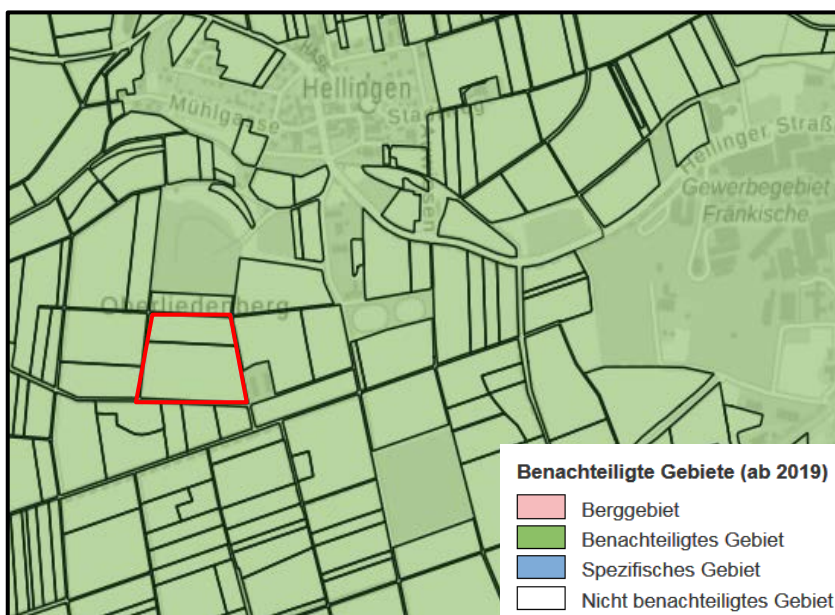 Hellingen
Mühlgasse
Hellinger Straß
Gewerbegebiet
Fränkische
Oberliedenberg
Benachteiligte Gebiete (ab 2019)
Berggebiet
Benachteiligtes Gebiet
Spezifisches Gebiet
Nicht benachteiligtes Gebiet